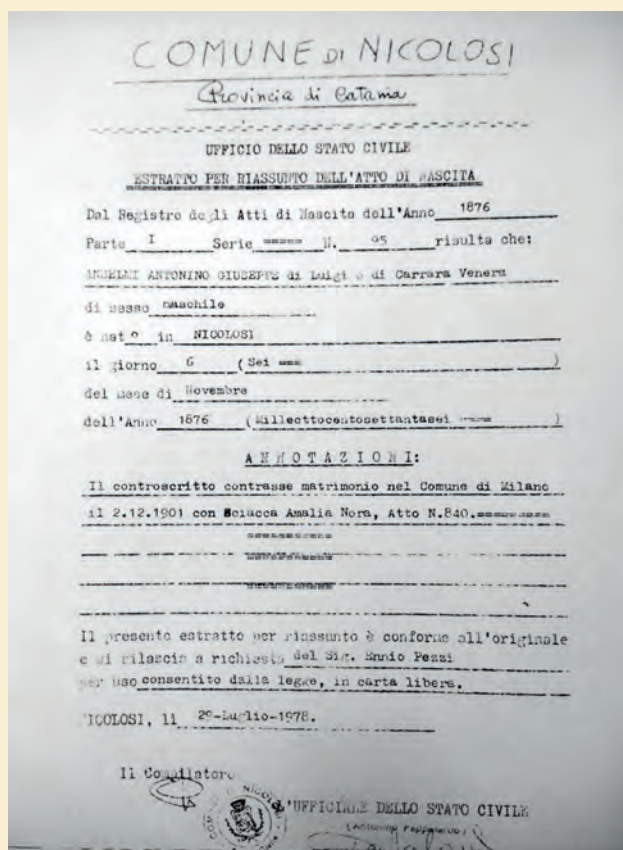 COMUNE DI NICOLOSI
Provincia di Catania
UFFICIO DELLO STATO CIVILE
ESTRATTO PER RIASSUNTO DELL'ATTO DI NASCITA
Dal Registro degli Atti di Nascita dell'Anno 1876
Parte I Serie ===== N. 95 risulta che:
ANSELMI ANTONINO GIUSEPPE di Luigi e di Carrara Venera
di sesso maschile
è nato in NICOLOSI
il giorno 6 (Sei === )
del mese di Novembre
dell'Anno 1876 (Milleottocentosettantasei ==== )
ANNOTAZIONI:
Il controscritto contrasse matrimonio nel Comune di Milano
il 2.12.1901 con Sciacca Amalia Nora, Atto N.840.==========
Il presente estratto per riassunto è conforme all'originale
e si rilascia a richiesta del Sig. Ennio Pezzi
per uso consentito dalla legge, in carta libera.
NICOLOSI, li 29-Luglio-1978.
Il Compilatore
L'UFFICIALE DELLO STATO CIVILE
(Antonino Pappalardo)